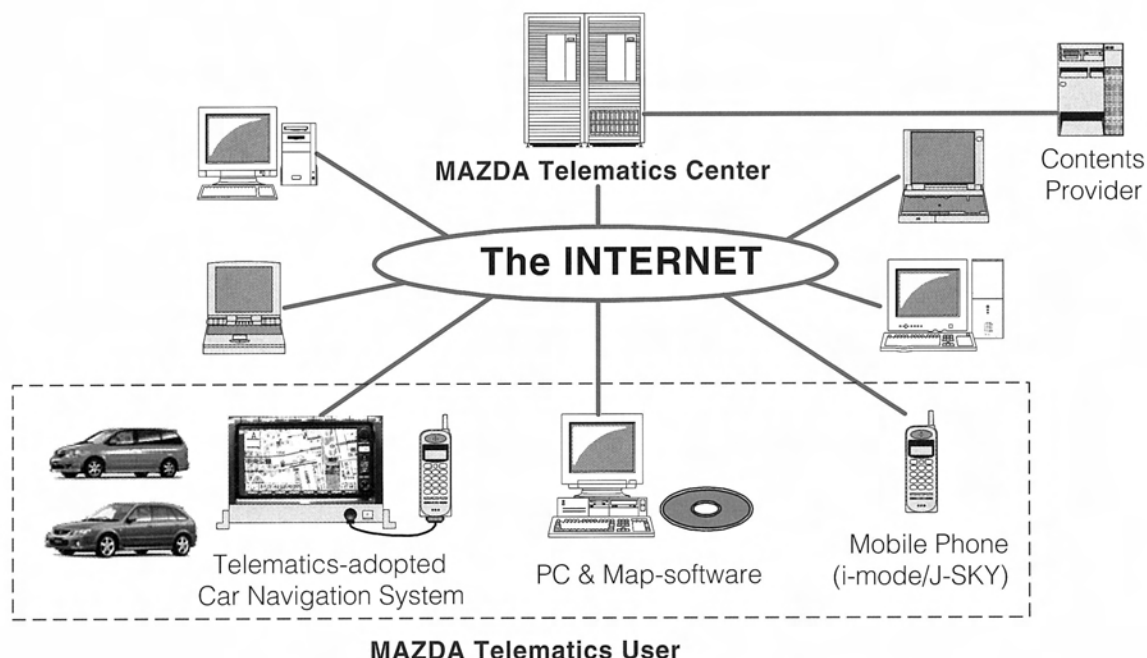 MAZDA Telematics Center
Contents
Provider
The INTERNET
Telematics-adopted
Car Navigation System
PC & Map-software
Mobile Phone
(i-mode/J-SKY)
MAZDA Telematics User